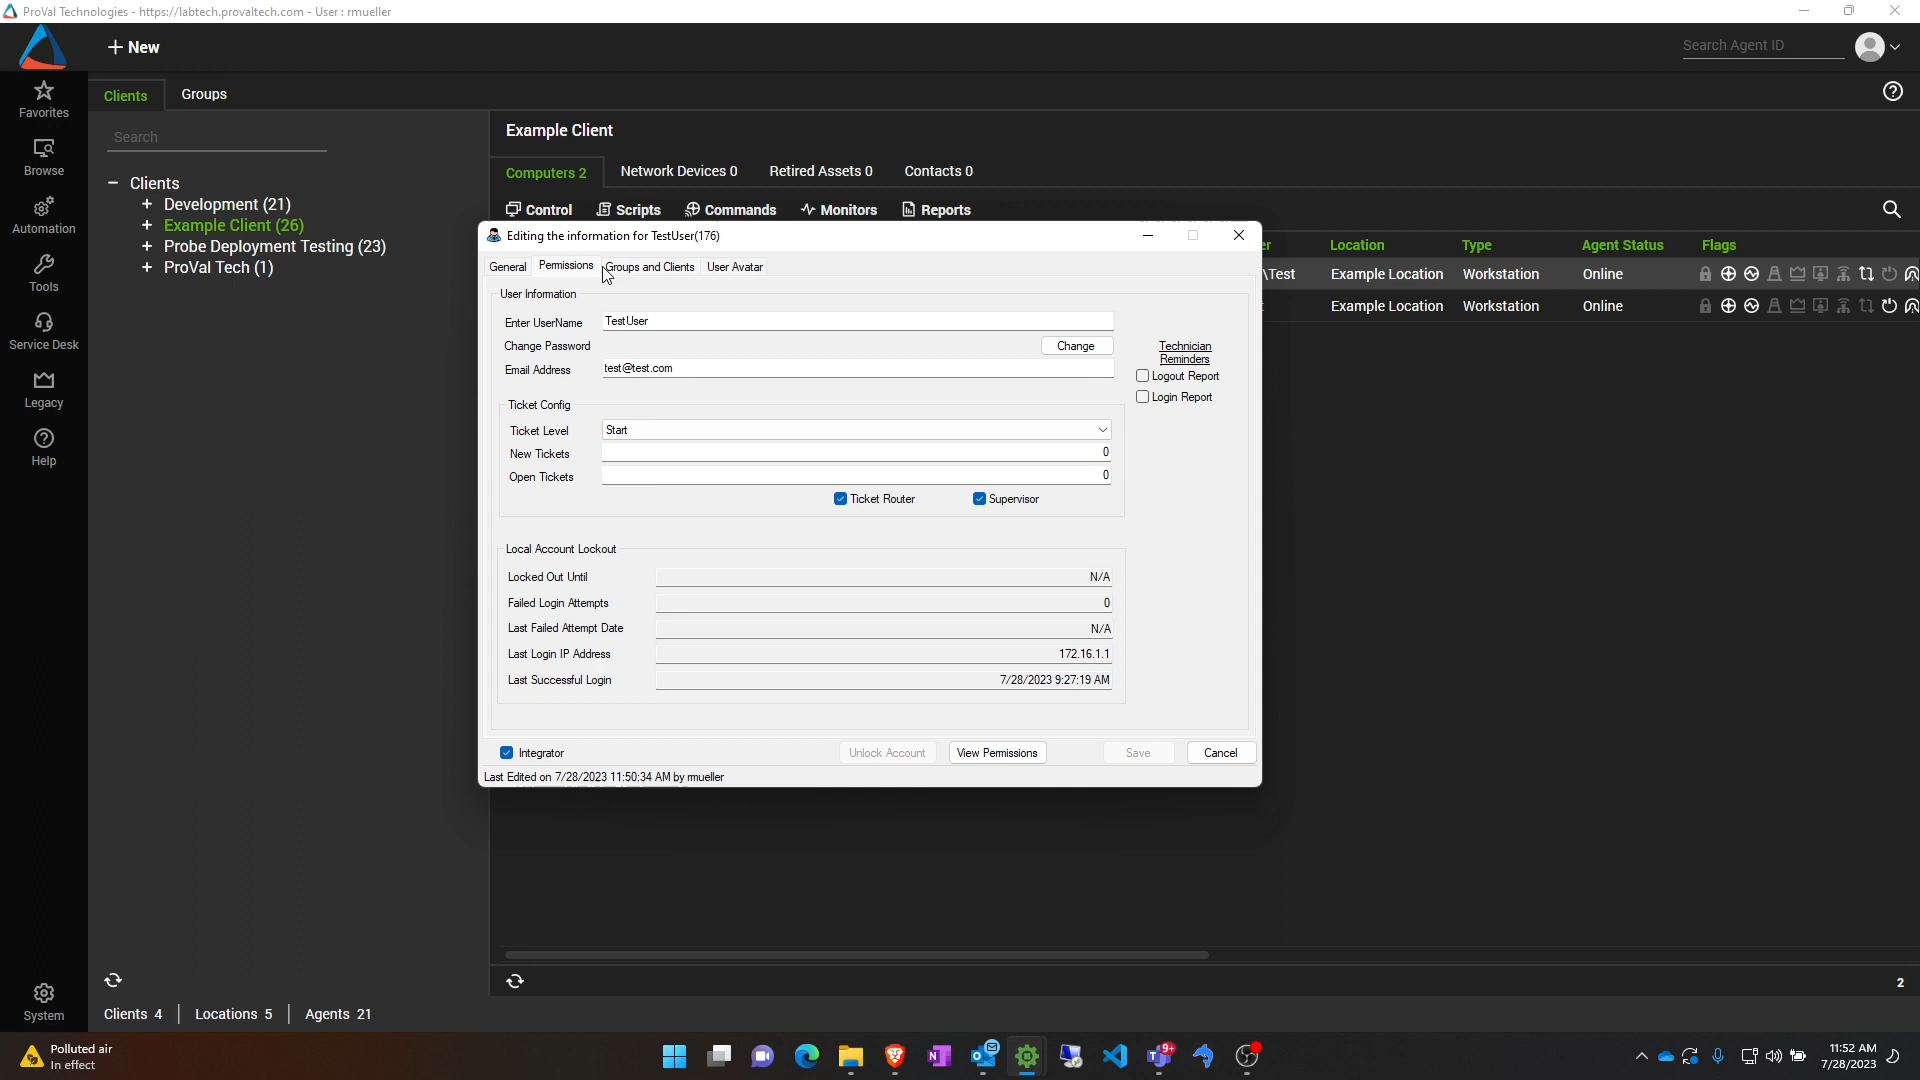 ProVal Technologies - https://labtech.provaltech.com - User : rmueller
+ New
Search Agent ID
Favorites
Browse
Automation
Tools
Service Desk
Legacy
Help
System
Clients
Groups
Search
Clients
Development (21)
Example Client (26)
Probe Deployment Testing (23)
ProVal Tech (1)
Example Client
Computers 2
Network Devices 0
Retired Assets 0
Contacts 0
Control
Scripts
Commands
Monitors
Reports
er
Location
Type
Agent Status
Flags
\Test
Example Location
Workstation
Online
Example Location
Workstation
Online
Editing the information for TestUser(176)
General
Permissions
Groups and Clients
User Avatar
User Information
Enter UserName
TestUser
Change Password
Change
Email Address
test@test.com
Technician
Reminders
Logout Report
Login Report
Ticket Config
Ticket Level
Start
New Tickets
0
Open Tickets
0
Ticket Router
Supervisor
Local Account Lockout
Locked Out Until
N/A
Failed Login Attempts
0
Last Failed Attempt Date
N/A
Last Login IP Address
172.16.1.1
Last Successful Login
7/28/2023 9:27:19 AM
Integrator
Unlock Account
View Permissions
Save
Cancel
Last Edited on 7/28/2023 11:50:34 AM by rmueller
2
Clients 4
Locations 5
Agents 21
Polluted air
In effect
9+
11:52 AM
7/28/2023